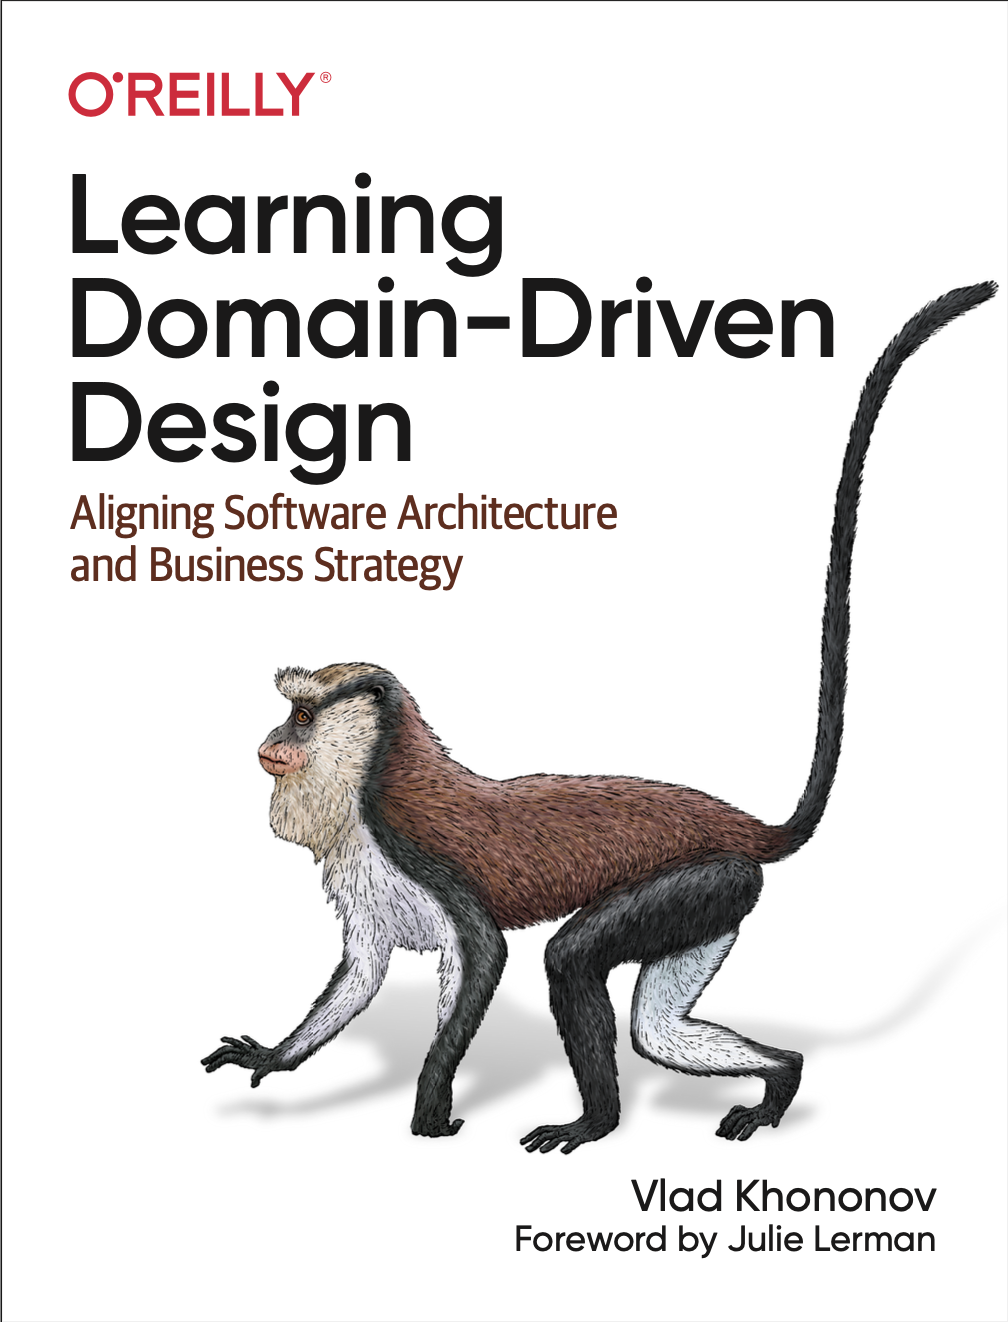 O'REILLY®
Learning
Domain-Driven
Design
Aligning Software Architecture
and Business Strategy
Vlad Khononov
Foreword by Julie Lerman